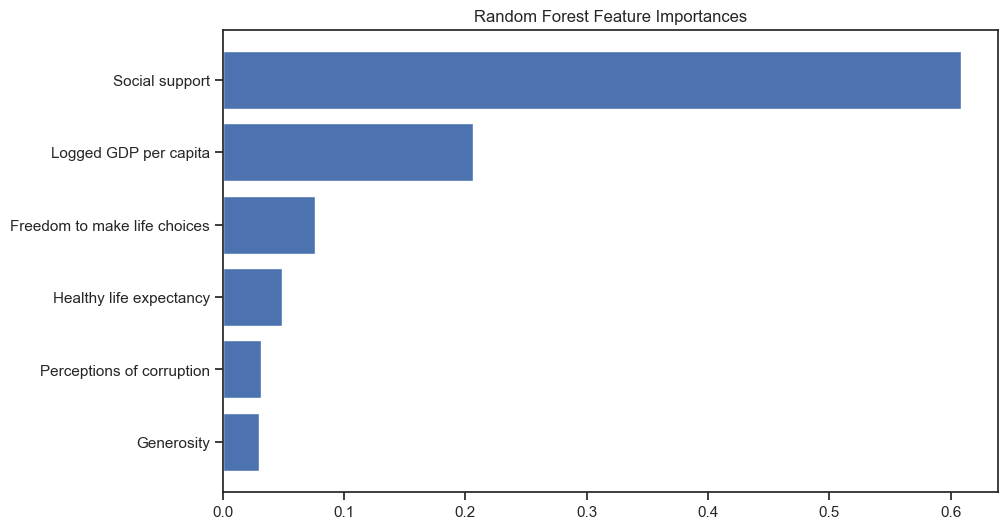 Random Forest Feature Importances
Social support
Logged GDP per capita
Freedom to make life choices
Healthy life expectancy
Perceptions of corruption
Generosity
0.0 0.1 0.2 0.3 0.4 0.5 0.6